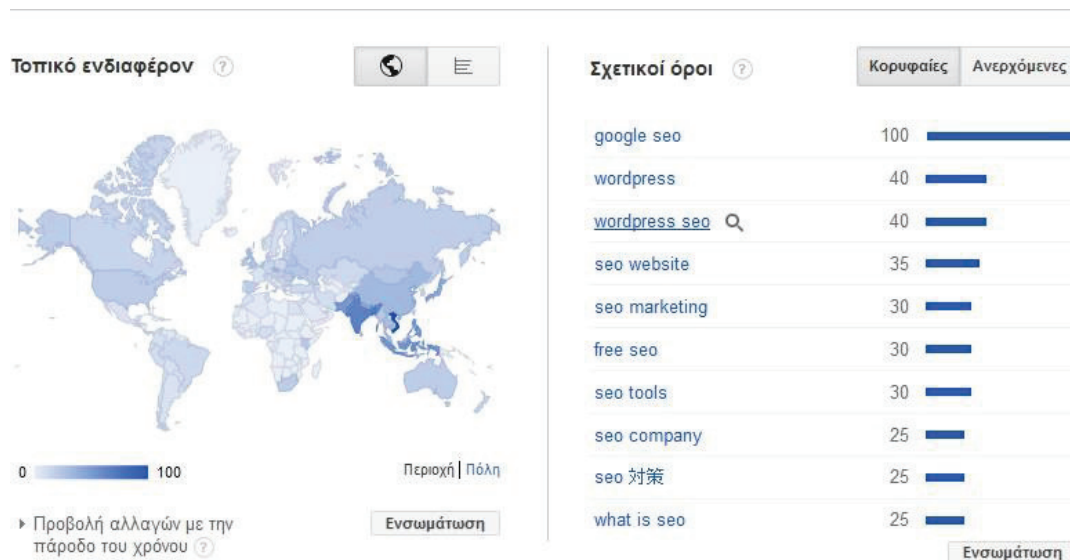 Τοπικό ενδιαφέρον ?
Σχετικοί όροι ?
Κορυφαίες Ανερχόμενες
google seo 100
wordpress 40
wordpress seo 40
seo website 35
seo marketing 30
free seo 30
seo tools 30
seo company 25
seo 対策 25
what is seo 25
0 100
Περιοχή | Πόλη
Προβολή αλλαγών με την
πάροδο του χρόνου ?
Ενσωμάτωση
Ενσωμάτωση